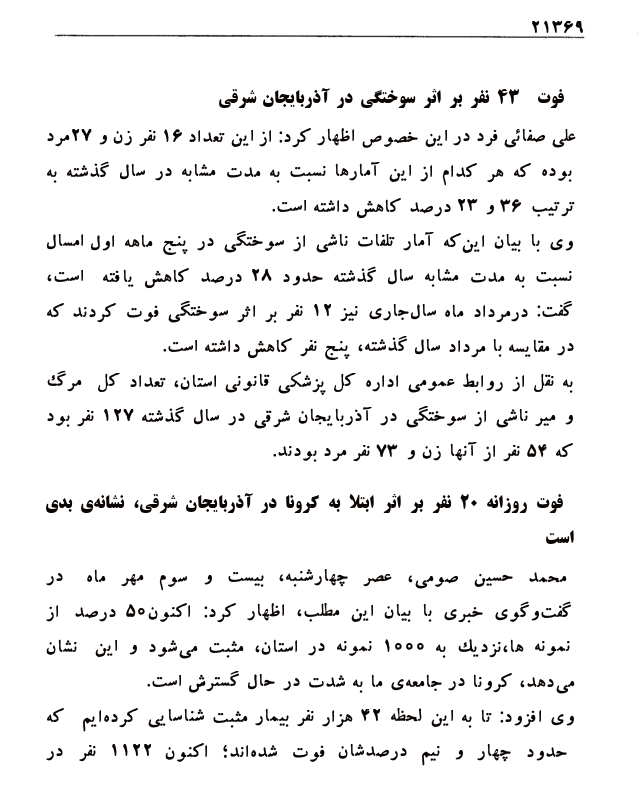 ۲۱۳۶۹
فوت ۴۳ نفر بر اثر سوختگی در آذربایجان شرقی
علی صفائی فرد در این خصوص اظهار کرد: از این تعداد ۱۶ نفر زن و ۲۷مرد
بوده که هر کدام از این آمارها نسبت به مدت مشابه در سال گذشته به
ترتیب ۳۶ و ۲۳ درصد کاهش داشته است.
وی با بیان این‌که آمار تلفات ناشی از سوختگی در پنج ماهه اول امسال
نسبت به مدت مشابه سال گذشته حدود ۲۸ درصد کاهش یافته است،
گفت: درمرداد ماه سال‌جاری نیز ۱۲ نفر بر اثر سوختگی فوت کردند که
در مقایسه با مرداد سال گذشته، پنج نفر کاهش داشته است.
به نقل از روابط عمومی اداره کل پزشکی قانونی استان، تعداد کل مرگ
و میر ناشی از سوختگی در آذربایجان شرقی در سال گذشته ۱۲۷ نفر بود
که ۵۴ نفر از آنها زن و ۷۳ نفر مرد بودند.
فوت روزانه ۲۰ نفر بر اثر ابتلا به کرونا در آذربایجان شرقی، نشانه‌ی بدی
است
محمد حسین صومی، عصر چهارشنبه، بیست و سوم مهر ماه در
گفت‌وگوی خبری با بیان این مطلب، اظهار کرد: اکنون۵۰ درصد از
نمونه ها،نزدیك به ۱۰۰۰ نمونه در استان، مثبت می‌شود و این نشان
می‌دهد، کرونا در جامعه‌ی ما به شدت در حال گسترش است.
وی افزود: تا به این لحظه ۴۲ هزار نفر بیمار مثبت شناسایی کرده‌ایم که
حدود چهار و نیم درصدشان فوت شده‌اند؛ اکنون ۱۱۲۲ نفر در